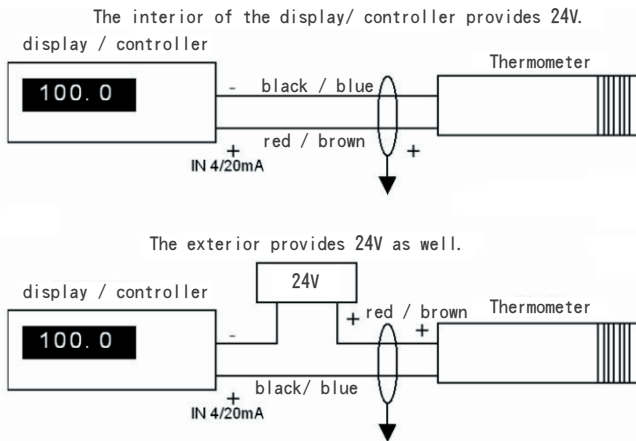 The interior of the display/ controller provides 24V.
display / controller
Thermometer
100. 0
- black / blue
red / brown
+ +
IN 4/20mA
The exterior provides 24V as well.
24V
display / controller
+ red / brown
Thermometer
- +
100. 0
black/ blue
+
IN 4/20mA